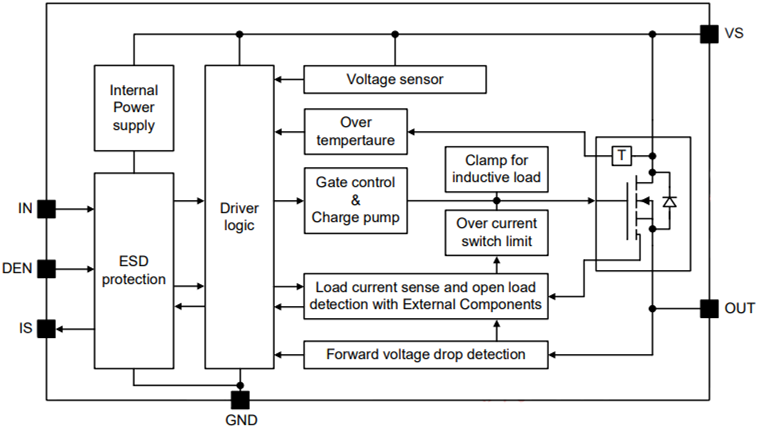 VS
Internal
Power
supply
Voltage sensor
Over
tempertaure
T
Clamp for
inductive load
Gate control
&
Charge pump
IN
Driver
logic
Over current
switch limit
ESD
protection
DEN
Load current sense and open load
detection with External Components
OUT
IS
Forward voltage drop detection
GND